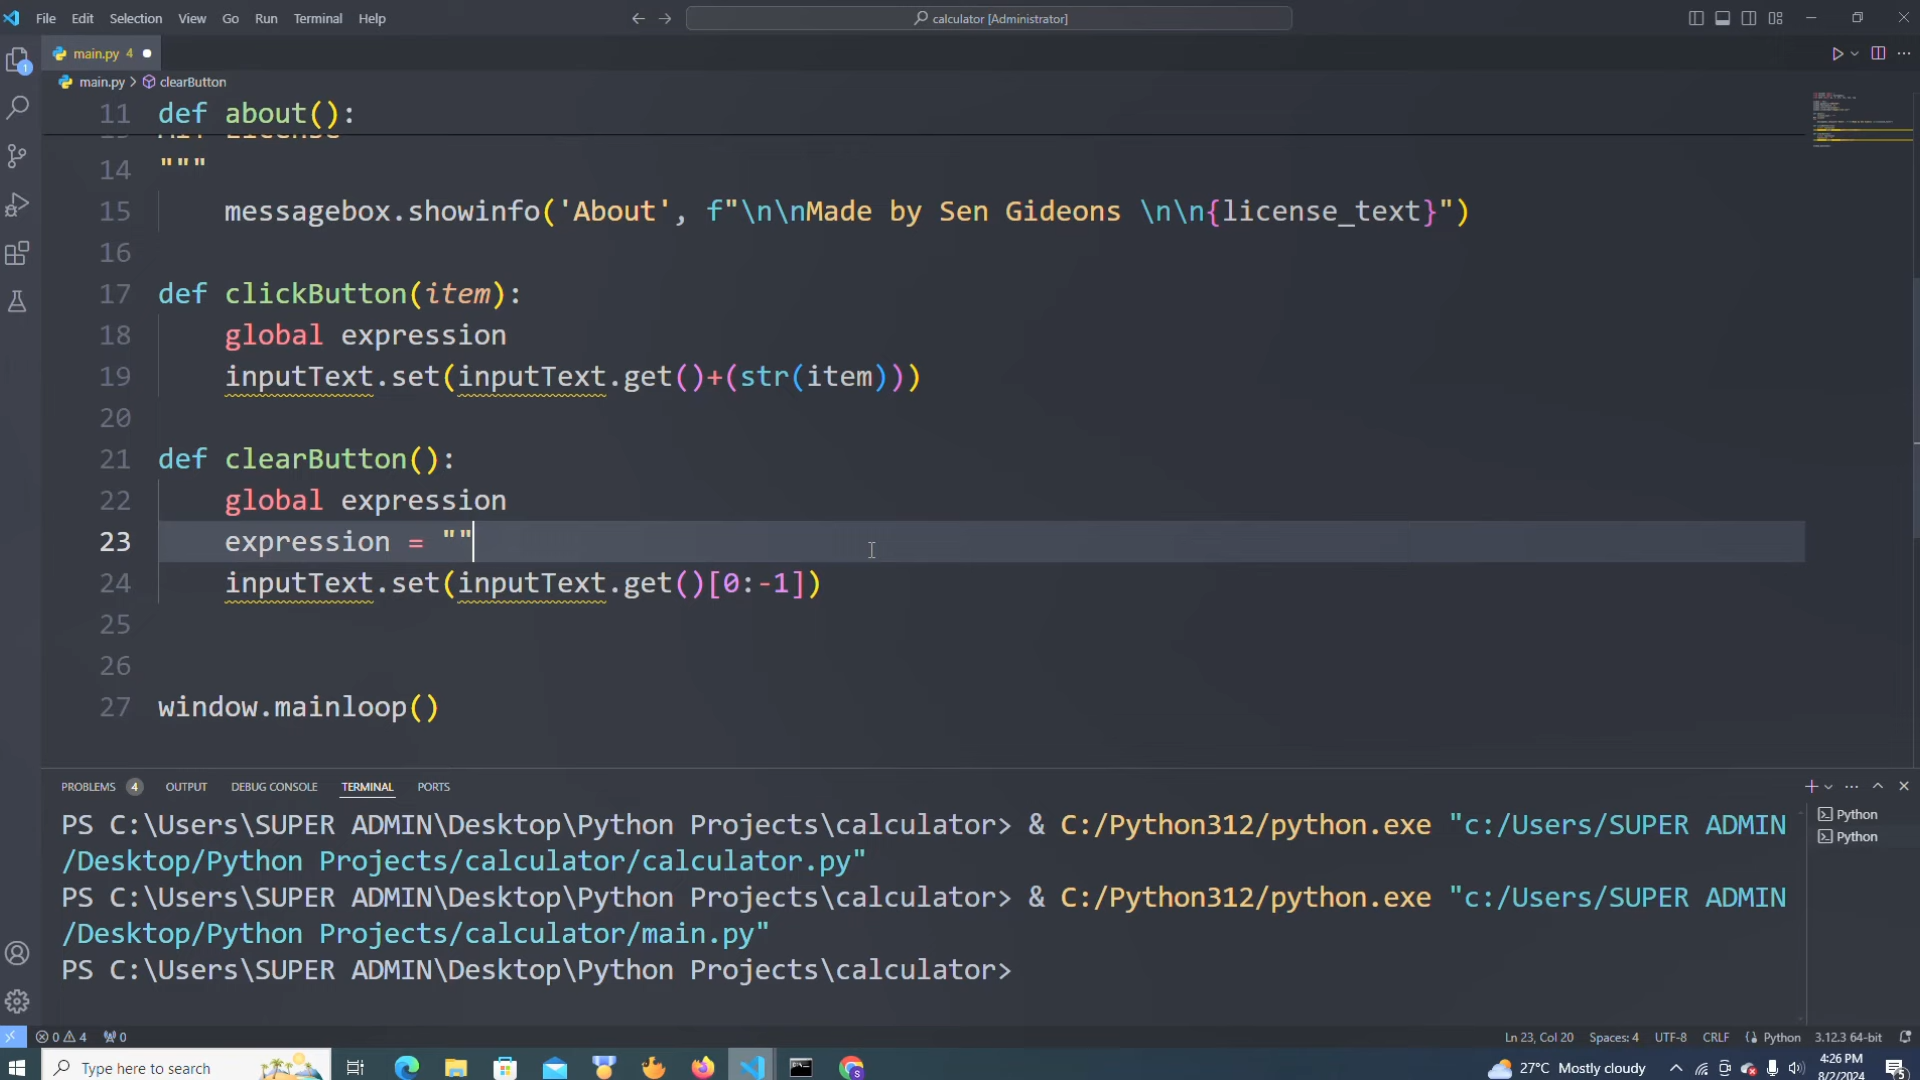 File Edit Selection View Go Run Terminal Help
calculator [Administrator]
main.py 4
1
main.py > clearButton
11 def about():
14 """
15 messagebox.showinfo('About', f"\n\nMade by Sen Gideons \n\n{license_text}")
16
17 def clickButton(item):
18 global expression
19 inputText.set(inputText.get()+(str(item)))
20
21 def clearButton():
22 global expression
23 expression = ""
24 inputText.set(inputText.get()[0:-1])
25
26
27 window.mainloop()
PROBLEMS 4 OUTPUT DEBUG CONSOLE TERMINAL PORTS
PS C:\Users\SUPER ADMIN\Desktop\Python Projects\calculator> & C:/Python312/python.exe "c:/Users/SUPER ADMIN
/Desktop/Python Projects/calculator/calculator.py"
PS C:\Users\SUPER ADMIN\Desktop\Python Projects\calculator> & C:/Python312/python.exe "c:/Users/SUPER ADMIN
/Desktop/Python Projects/calculator/main.py"
PS C:\Users\SUPER ADMIN\Desktop\Python Projects\calculator>
Python
Python
0 4 0
Ln 23, Col 20 Spaces: 4 UTF-8 CRLF Python 3.12.3 64-bit
Type here to search
27°C Mostly cloudy
4:26 PM
8/2/2024
5